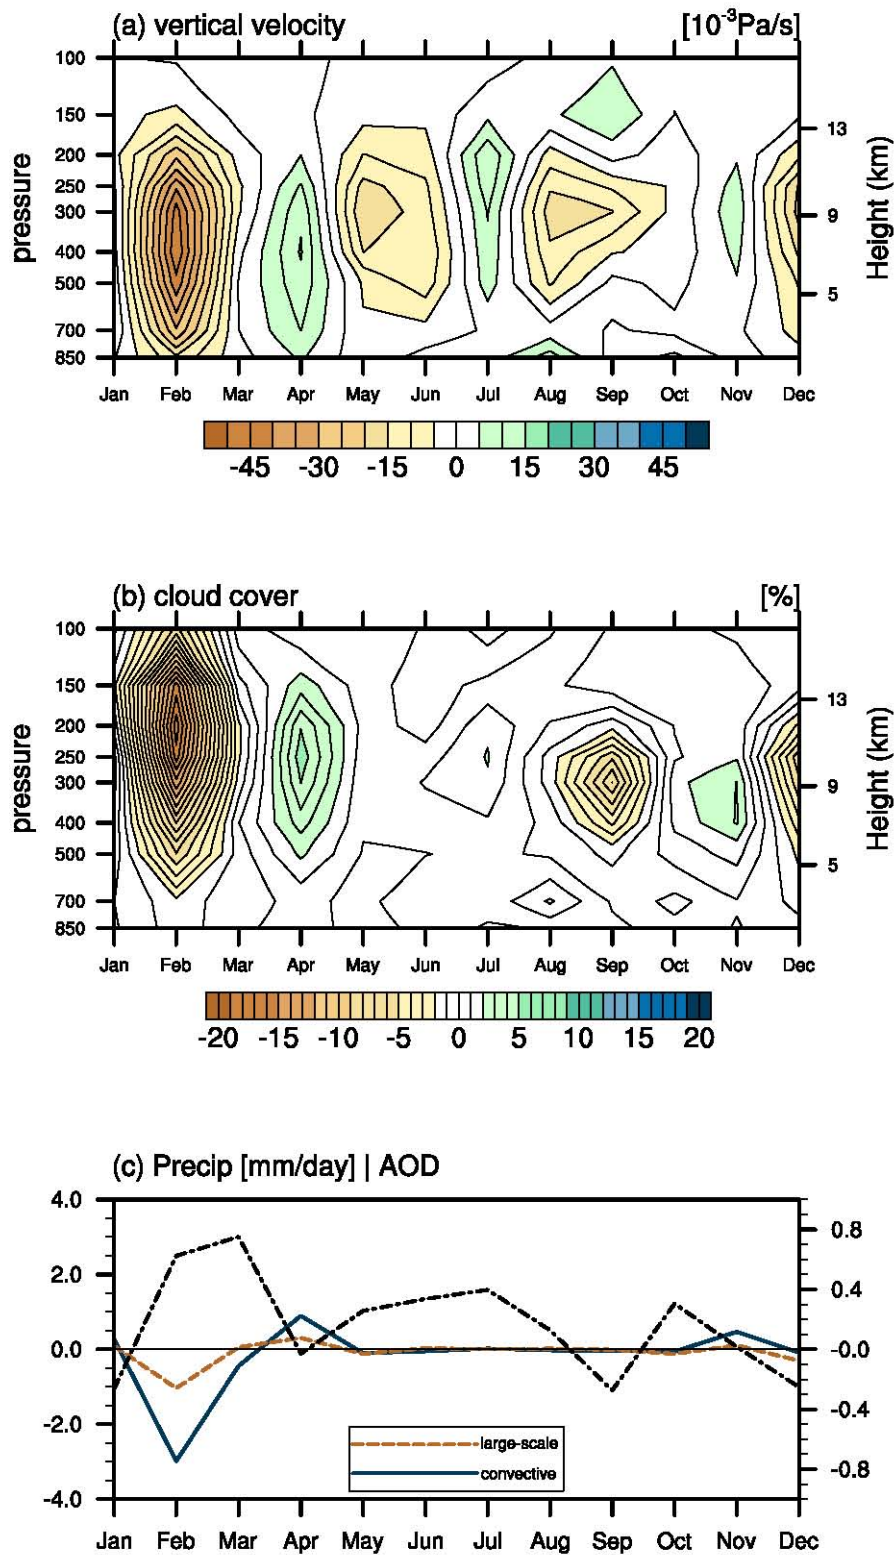 (a) vertical velocity [10⁻³Pa/s]
100
150
200
250
300
400
500
700
850
pressure
13
9
5
Height (km)
Jan Feb Mar Apr May Jun Jul Aug Sep Oct Nov Dec
-45 -30 -15 0 15 30 45
(b) cloud cover [%]
100
150
200
250
300
400
500
700
850
pressure
13
9
5
Height (km)
Jan Feb Mar Apr May Jun Jul Aug Sep Oct Nov Dec
-20 -15 -10 -5 0 5 10 15 20
(c) Precip [mm/day] | AOD
4.0
2.0
0.0
-2.0
-4.0
0.8
0.4
-0.0
-0.4
-0.8
large-scale
convective
Jan Feb Mar Apr May Jun Jul Aug Sep Oct Nov Dec